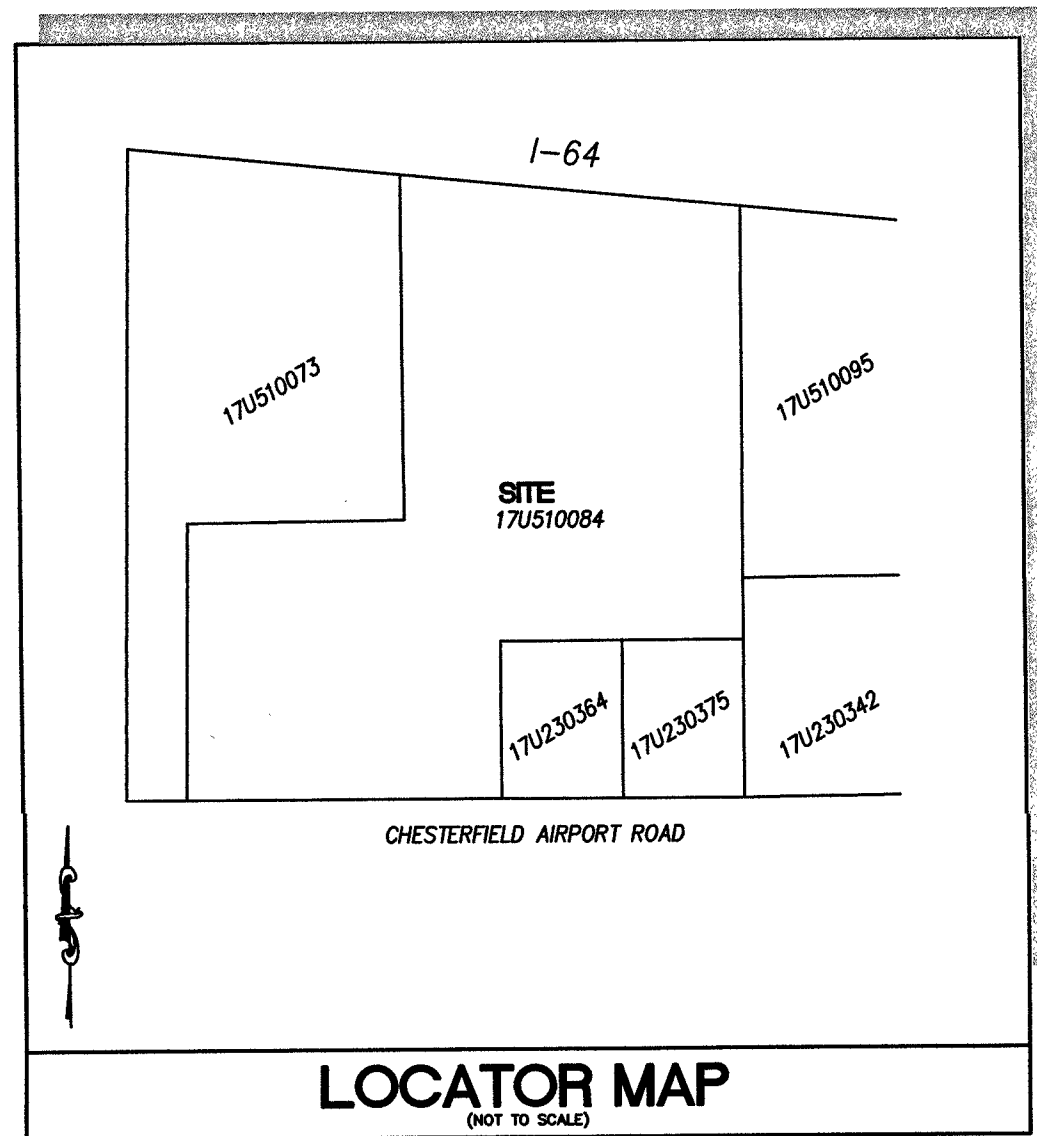 I-64
17U510073
17U510095
SITE
17U510084
17U230364
17U230375
17U230342
CHESTERFIELD AIRPORT ROAD
LOCATOR MAP
(NOT TO SCALE)